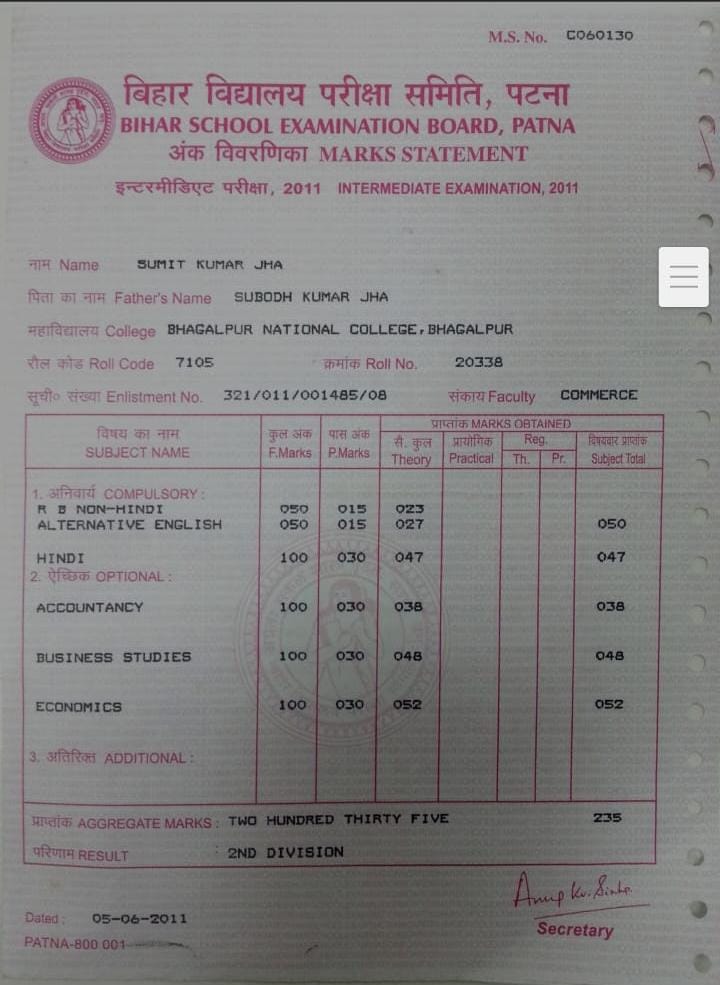 M.S. No. C060130
बिहार विद्यालय परीक्षा समिति, पटना
BIHAR SCHOOL EXAMINATION BOARD, PATNA
अंक विवरणिका MARKS STATEMENT
इन्टरमीडिएट परीक्षा, 2011 INTERMEDIATE EXAMINATION, 2011
नाम Name SUMIT KUMAR JHA
पिता का नाम Father's Name SUBODH KUMAR JHA
महाविद्यालय College BHAGALPUR NATIONAL COLLEGE,BHAGALPUR
रौल कोड Roll Code 7105 क्रमांक Roll No. 20338
सूची० संख्या Enlistment No. 321/011/001485/08 संकाय Faculty COMMERCE
विषय का नाम कुल अंक पास अंक प्राप्तांक MARKS OBTAINED
SUBJECT NAME F.Marks P.Marks सै. कुल प्रायोगिक Reg. विषयवार प्राप्तांक
Theory Practical Th. Pr. Subject Total
1. अनिवार्य COMPULSORY :
R B NON-HINDI 050 015 023
ALTERNATIVE ENGLISH 050 015 027 050
HINDI 100 030 047 047
2. ऐच्छिक OPTIONAL :
ACCOUNTANCY 100 030 038 038
BUSINESS STUDIES 100 030 048 048
ECONOMICS 100 030 052 052
3. अतिरिक्त ADDITIONAL :
प्राप्तांक AGGREGATE MARKS : TWO HUNDRED THIRTY FIVE 235
परिणाम RESULT : 2ND DIVISION
Anup Kr. Sinha
Dated : 05-06-2011
Secretary
PATNA-800 001